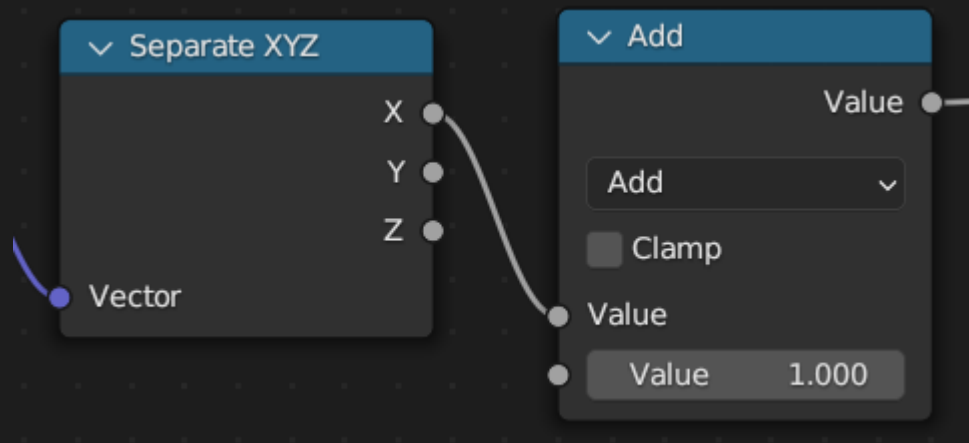 Separate XYZ
X
Y
Z
Vector
Add
Value
Add
Clamp
Value
Value 1.000